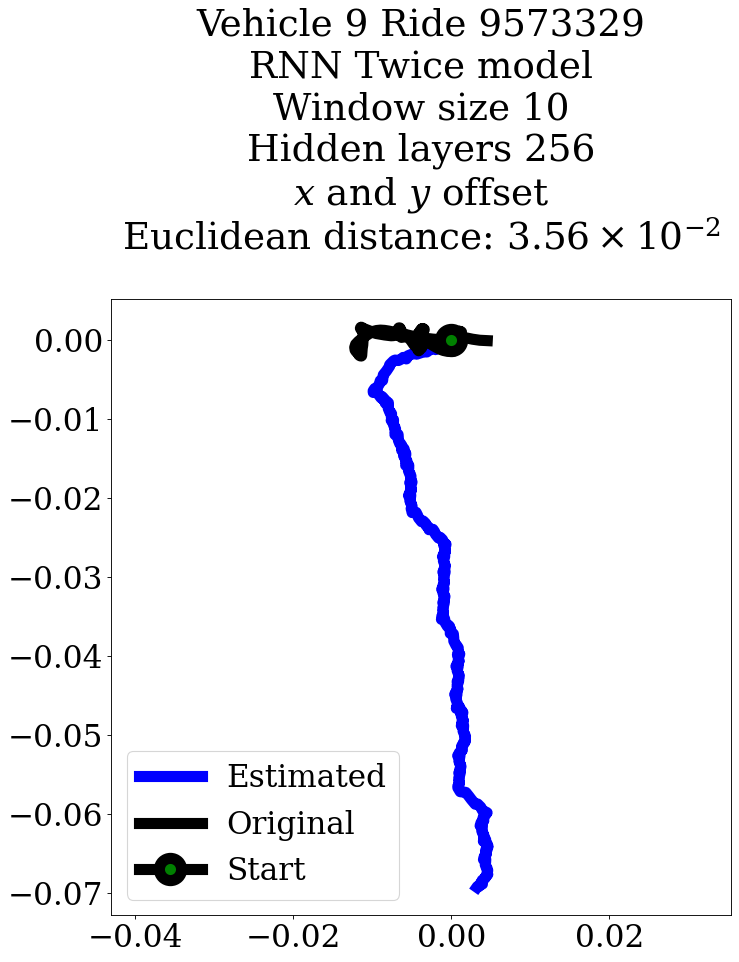 Vehicle 9 Ride 9573329
RNN Twice model
Window size 10
Hidden layers 256
x and y offset
Euclidean distance: 3.56 × 10⁻²
0.00
−0.01
−0.02
−0.03
−0.04
−0.05
−0.06
−0.07
Estimated
Original
Start
−0.04 −0.02 0.00 0.02